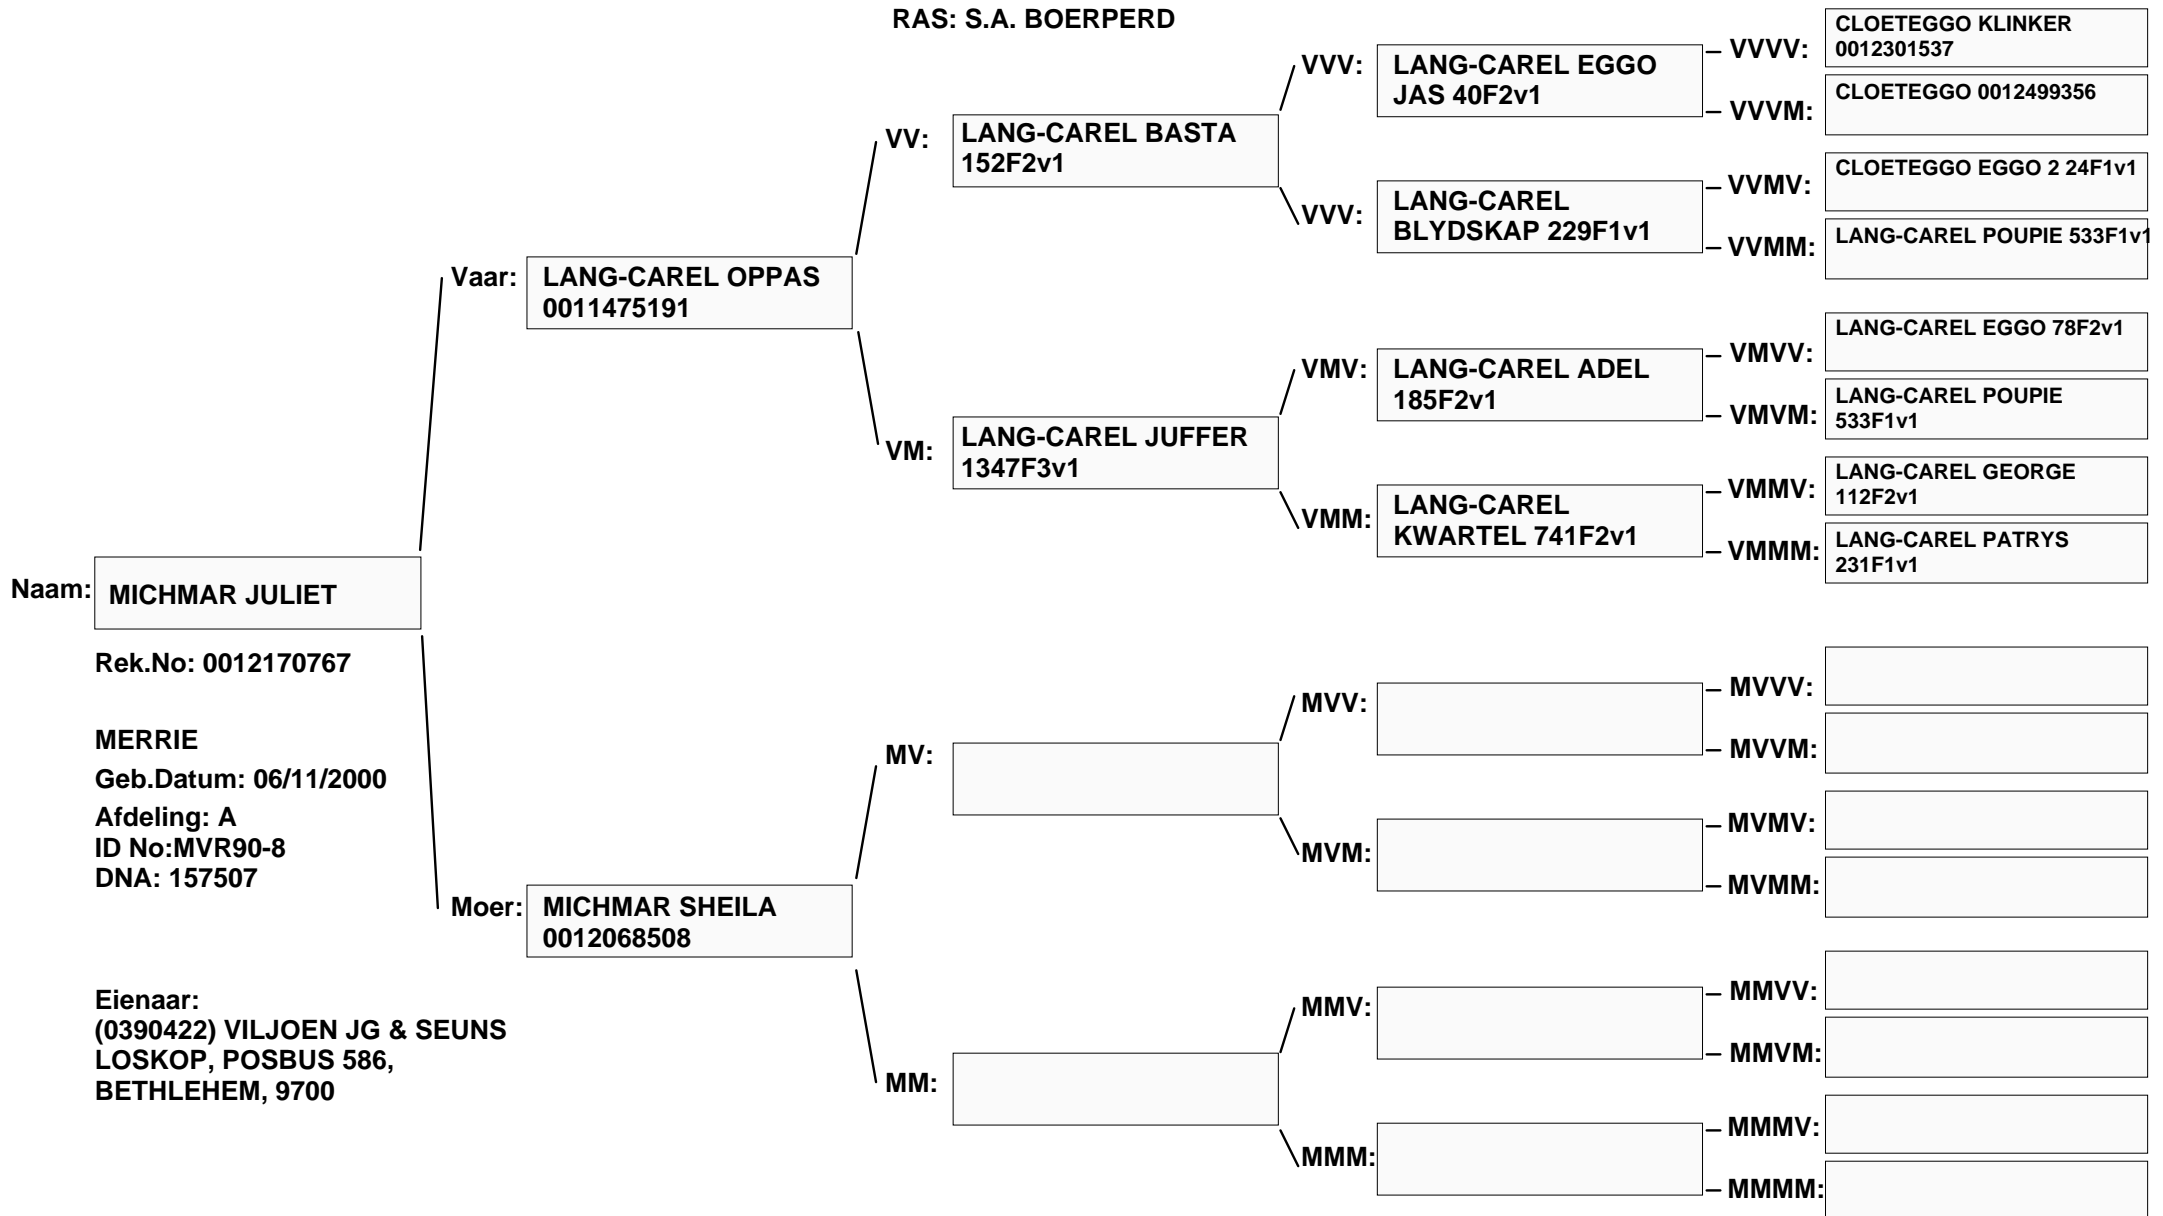 RAS: S.A. BOERPERD
Naam:
MICHMAR JULIET
Rek.No: 0012170767
MERRIE
Geb.Datum: 06/11/2000
Afdeling: A
ID No:MVR90-8
DNA: 157507
Eienaar:
(0390422) VILJOEN JG & SEUNS
LOSKOP, POSBUS 586,
BETHLEHEM, 9700
Vaar:
LANG-CAREL OPPAS
0011475191
Moer:
MICHMAR SHEILA
0012068508
VV:
LANG-CAREL BASTA
152F2v1
VM:
LANG-CAREL JUFFER
1347F3v1
MV:
MM:
VVV:
LANG-CAREL EGGO
JAS 40F2v1
VVV:
LANG-CAREL
BLYDSKAP 229F1v1
VMV:
LANG-CAREL ADEL
185F2v1
VMM:
LANG-CAREL
KWARTEL 741F2v1
MVV:
MVM:
MMV:
MMM:
VVVV:
CLOETEGGO KLINKER
0012301537
VVVM:
CLOETEGGO 0012499356
VVMV:
CLOETEGGO EGGO 2 24F1v1
VVMM:
LANG-CAREL POUPIE 533F1v1
VMVV:
LANG-CAREL EGGO 78F2v1
VMVM:
LANG-CAREL POUPIE
533F1v1
VMMV:
LANG-CAREL GEORGE
112F2v1
VMMM:
LANG-CAREL PATRYS
231F1v1
MVVV:
MVVM:
MVMV:
MVMM:
MMVV:
MMVM:
MMMV:
MMMM: